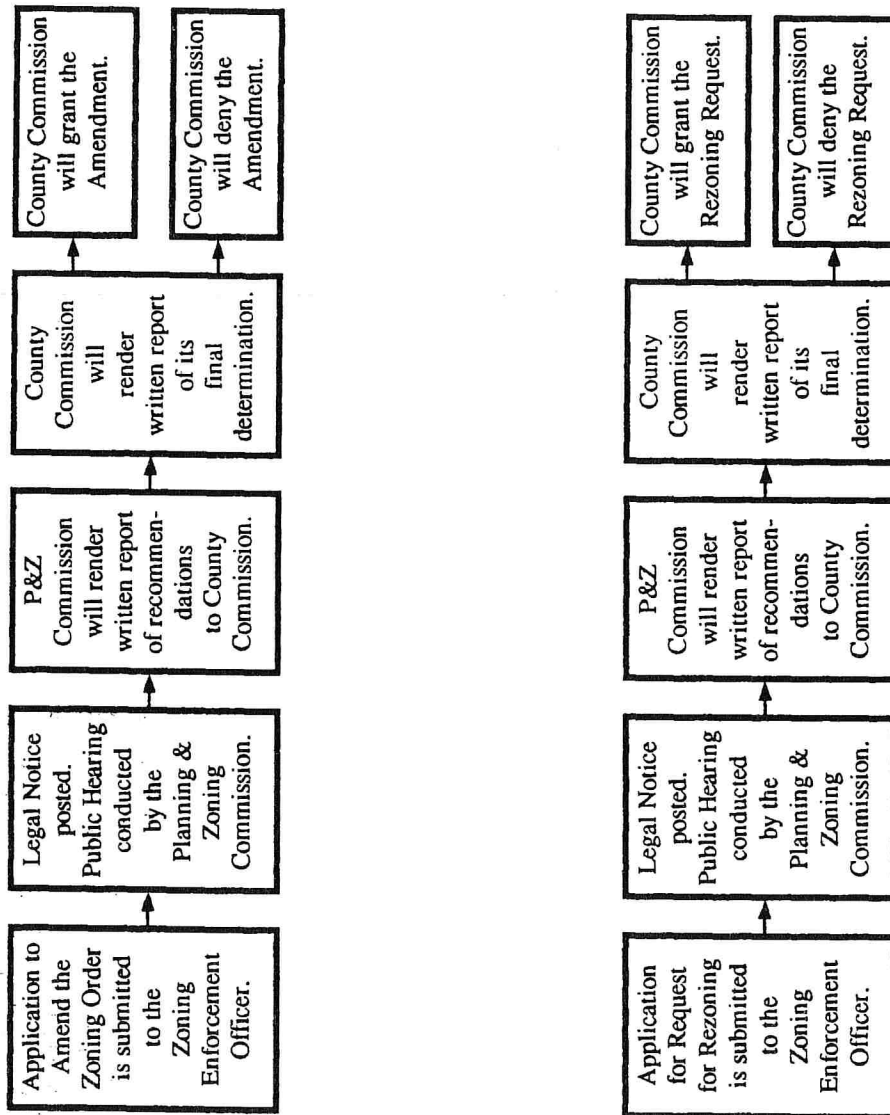 Application to
Amend the
Zoning Order
is submitted
to the
Zoning
Enforcement
Officer.
Legal Notice
posted.
Public Hearing
conducted
by the
Planning &
Zoning
Commission.
P&Z
Commission
will render
written report
of recommen-
dations
to County
Commission.
County
Commission
will
render
written report
of its
final
determination.
County Commission
will grant the
Amendment.
County Commission
will deny the
Amendment.
Application
for Request
for Rezoning
is submitted
to the
Zoning
Enforcement
Officer.
Legal Notice
posted.
Public Hearing
conducted
by the
Planning &
Zoning
Commission.
P&Z
Commission
will render
written report
of recommen-
dations
to County
Commission.
County
Commission
will
render
written report
of its
final
determination.
County Commission
will grant the
Rezoning Request.
County Commission
will deny the
Rezoning Request.